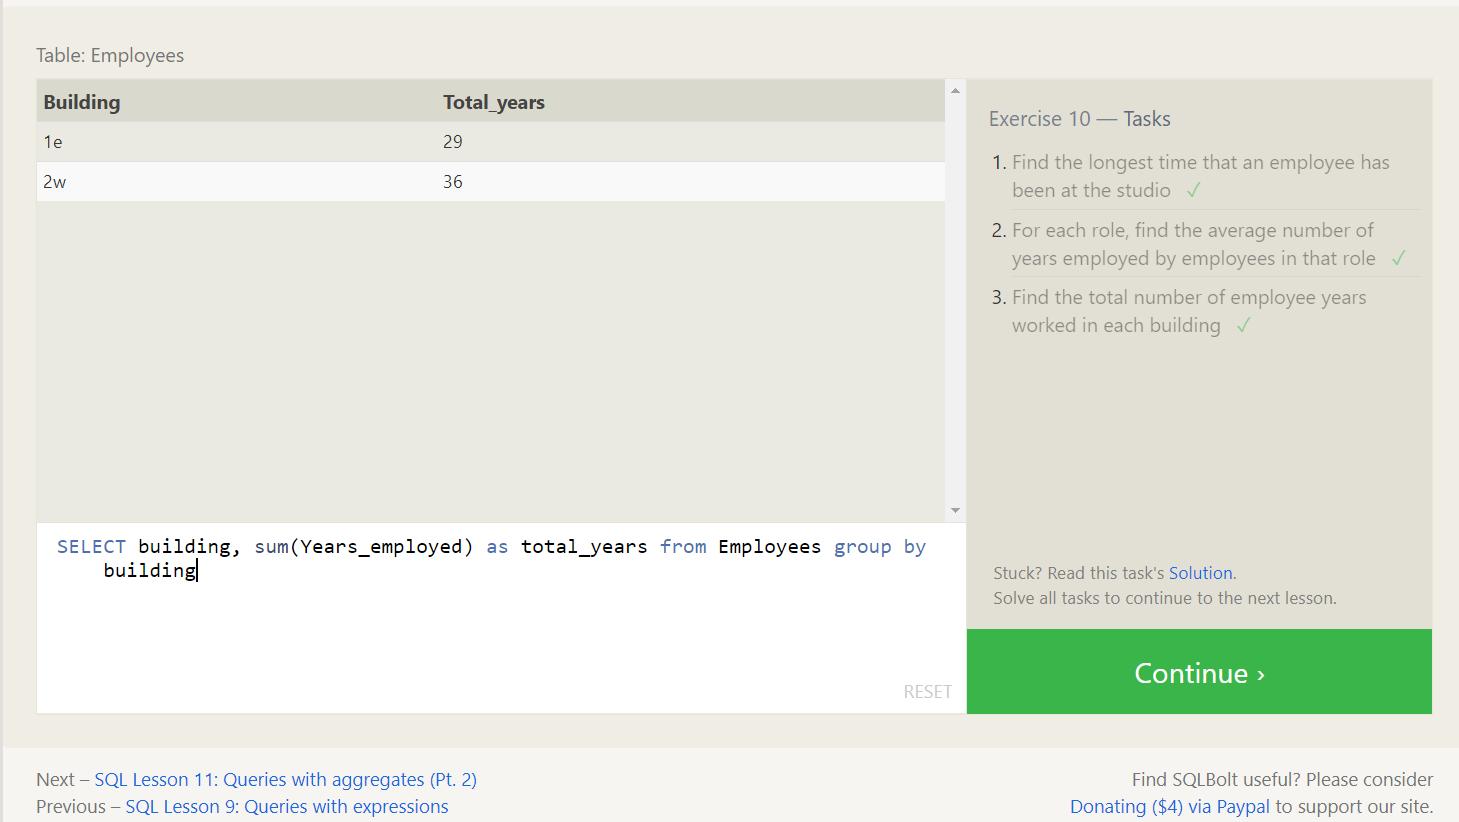 Table: Employees
Building Total_years
1e 29
2w 36
SELECT building, sum(Years_employed) as total_years from Employees group by
building
RESET
Exercise 10 — Tasks
1. Find the longest time that an employee has
been at the studio ✓
2. For each role, find the average number of
years employed by employees in that role ✓
3. Find the total number of employee years
worked in each building ✓
Stuck? Read this task's Solution.
Solve all tasks to continue to the next lesson.
Continue ›
Next – SQL Lesson 11: Queries with aggregates (Pt. 2)
Previous – SQL Lesson 9: Queries with expressions
Find SQLBolt useful? Please consider
Donating ($4) via Paypal to support our site.